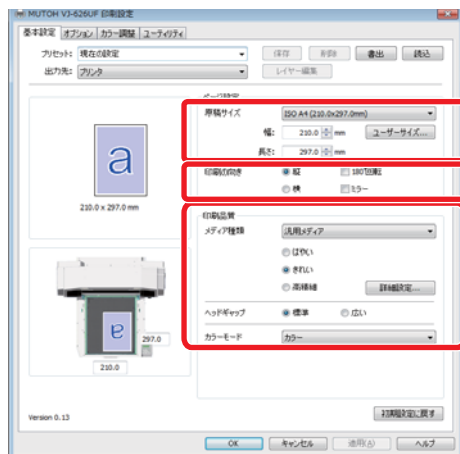 MUTOH VJ-626UF 印刷設定
基本設定 オプション カラー調整 ユーティリティ
プリセット: 現在の設定 保存 削除 書出 読込
出力先: プリンタ レイヤー編集
ページ設定
原稿サイズ ISO A4 (210.0x297.0mm)
幅: 210.0 mm ユーザーサイズ...
長さ: 297.0 mm
印刷の向き 縦 180°回転
横 ミラー
a
210.0 x 297.0 mm
印刷品質
メディア種類 汎用メディア
はやい
きれい
高精細 詳細設定...
ヘッドギャップ 標準 広い
カラーモード カラー
a
297.0
210.0
Version 0.13
初期設定に戻す
OK キャンセル 適用(A) ヘルプ